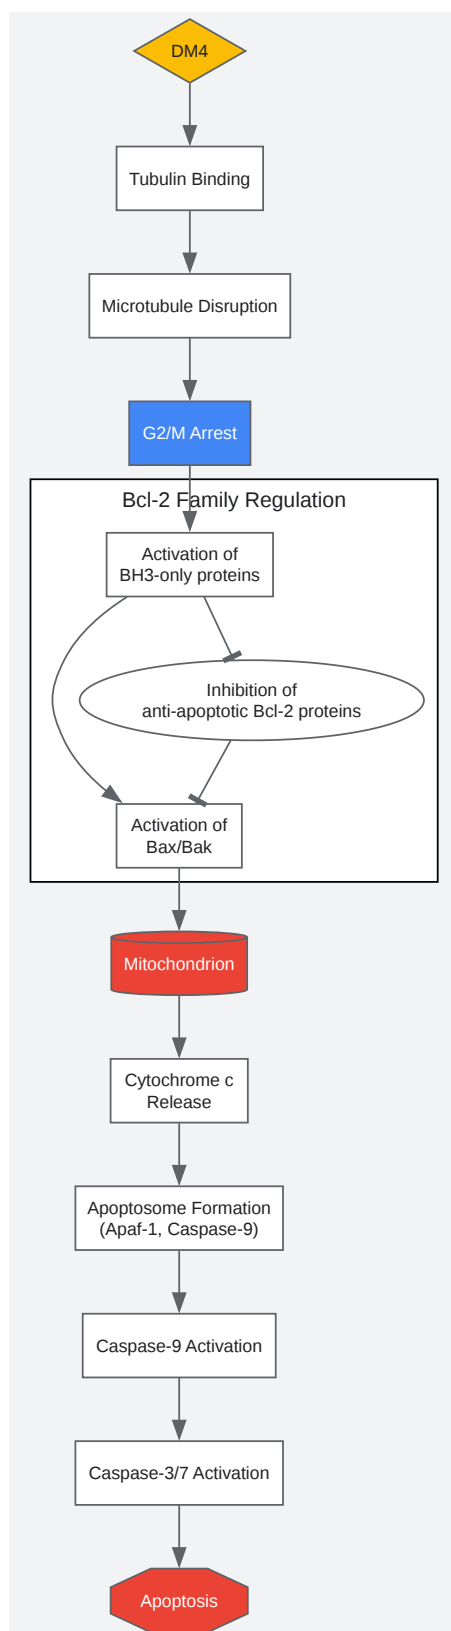 DM4
Tubulin Binding
Microtubule Disruption
G2/M Arrest
Bcl-2 Family Regulation
Activation of
BH3-only proteins
Inhibition of
anti-apoptotic Bcl-2 proteins
Activation of
Bax/Bak
Mitochondrion
Cytochrome c
Release
Apoptosome Formation
(Apaf-1, Caspase-9)
Caspase-9 Activation
Caspase-3/7 Activation
Apoptosis